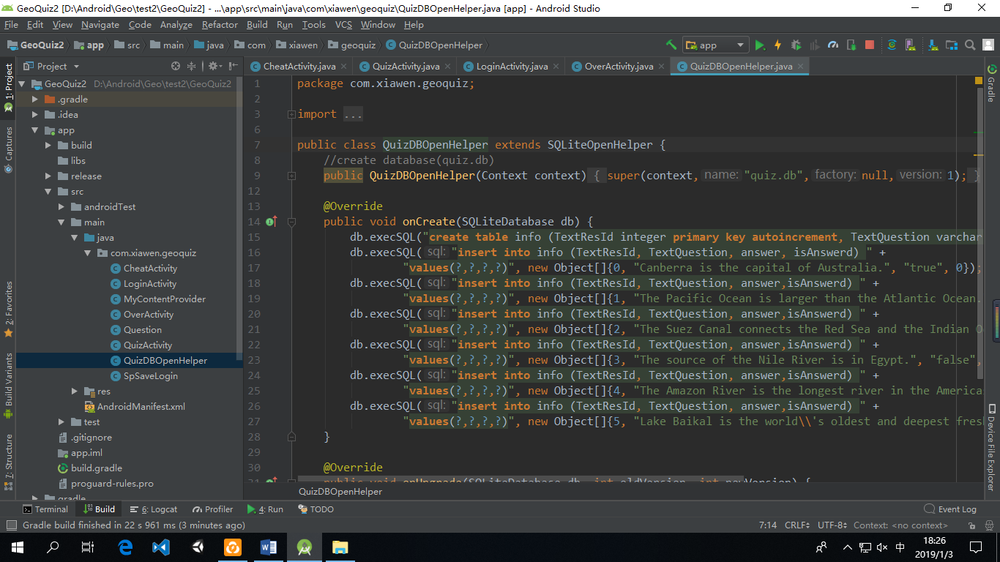 GeoQuiz2 [D:\Android\Geo\test2\GeoQuiz2] - ...\app\src\main\java\com\xiawen\geoquiz\QuizDBOpenHelper.java [app] - Android Studio
File Edit View Navigate Code Analyze Refactor Build Run Tools VCS Window Help
GeoQuiz2 app src main java com xiawen geoquiz QuizDBOpenHelper app
Project
CheatActivity.java QuizActivity.java LoginActivity.java OverActivity.java QuizDBOpenHelper.java
1: Project
Captures
2: Favorites
Build Variants
7: Structure
GeoQuiz2 D:\Android\Geo\test2\GeoQuiz2
.gradle
.idea
app
build
libs
release
src
androidTest
main
java
com.xiawen.geoquiz
CheatActivity
LoginActivity
MyContentProvider
OverActivity
Question
QuizActivity
QuizDBOpenHelper
SpSaveLogin
res
AndroidManifest.xml
test
.gitignore
app.iml
build.gradle
proguard-rules.pro
gradle
1 package com.xiawen.geoquiz;
2
3 import ...
6
7 public class QuizDBOpenHelper extends SQLiteOpenHelper {
8 //create database(quiz.db)
9 public QuizDBOpenHelper(Context context) { super(context, name: "quiz.db", factory: null, version: 1); }
12
13 @Override
14 public void onCreate(SQLiteDatabase db) {
15 db.execSQL("create table info (TextResId integer primary key autoincrement, TextQuestion varchar
16 db.execSQL( sql: "insert into info (TextResId, TextQuestion, answer, isAnswerd) " +
17 "values(?,?,?,?)", new Object[]{0, "Canberra is the capital of Australia.", "true", 0});
18 db.execSQL( sql: "insert into info (TextResId, TextQuestion, answer,isAnswerd) " +
19 "values(?,?,?,?)", new Object[]{1, "The Pacific Ocean is larger than the Atlantic Ocean.
20 db.execSQL( sql: "insert into info (TextResId, TextQuestion, answer,isAnswerd) " +
21 "values(?,?,?,?)", new Object[]{2, "The Suez Canal connects the Red Sea and the Indian O
22 db.execSQL( sql: "insert into info (TextResId, TextQuestion, answer,isAnswerd) " +
23 "values(?,?,?,?)", new Object[]{3, "The source of the Nile River is in Egypt.", "false",
24 db.execSQL( sql: "insert into info (TextResId, TextQuestion, answer,isAnswerd) " +
25 "values(?,?,?,?)", new Object[]{4, "The Amazon River is the longest river in the America
26 db.execSQL( sql: "insert into info (TextResId, TextQuestion, answer,isAnswerd) " +
27 "values(?,?,?,?)", new Object[]{5, "Lake Baikal is the world\\'s oldest and deepest fresh
28 }
29
30 @Override
31 public void onUpgrade(SQLiteDatabase db, int oldVersion, int newVersion) {
QuizDBOpenHelper
Gradle
Device File Explorer
Terminal Build 6: Logcat Profiler 4: Run TODO Event Log
Gradle build finished in 22 s 961 ms (3 minutes ago) 7:14 CRLF UTF-8 Context: <no context>
中 18:26
2019/1/3